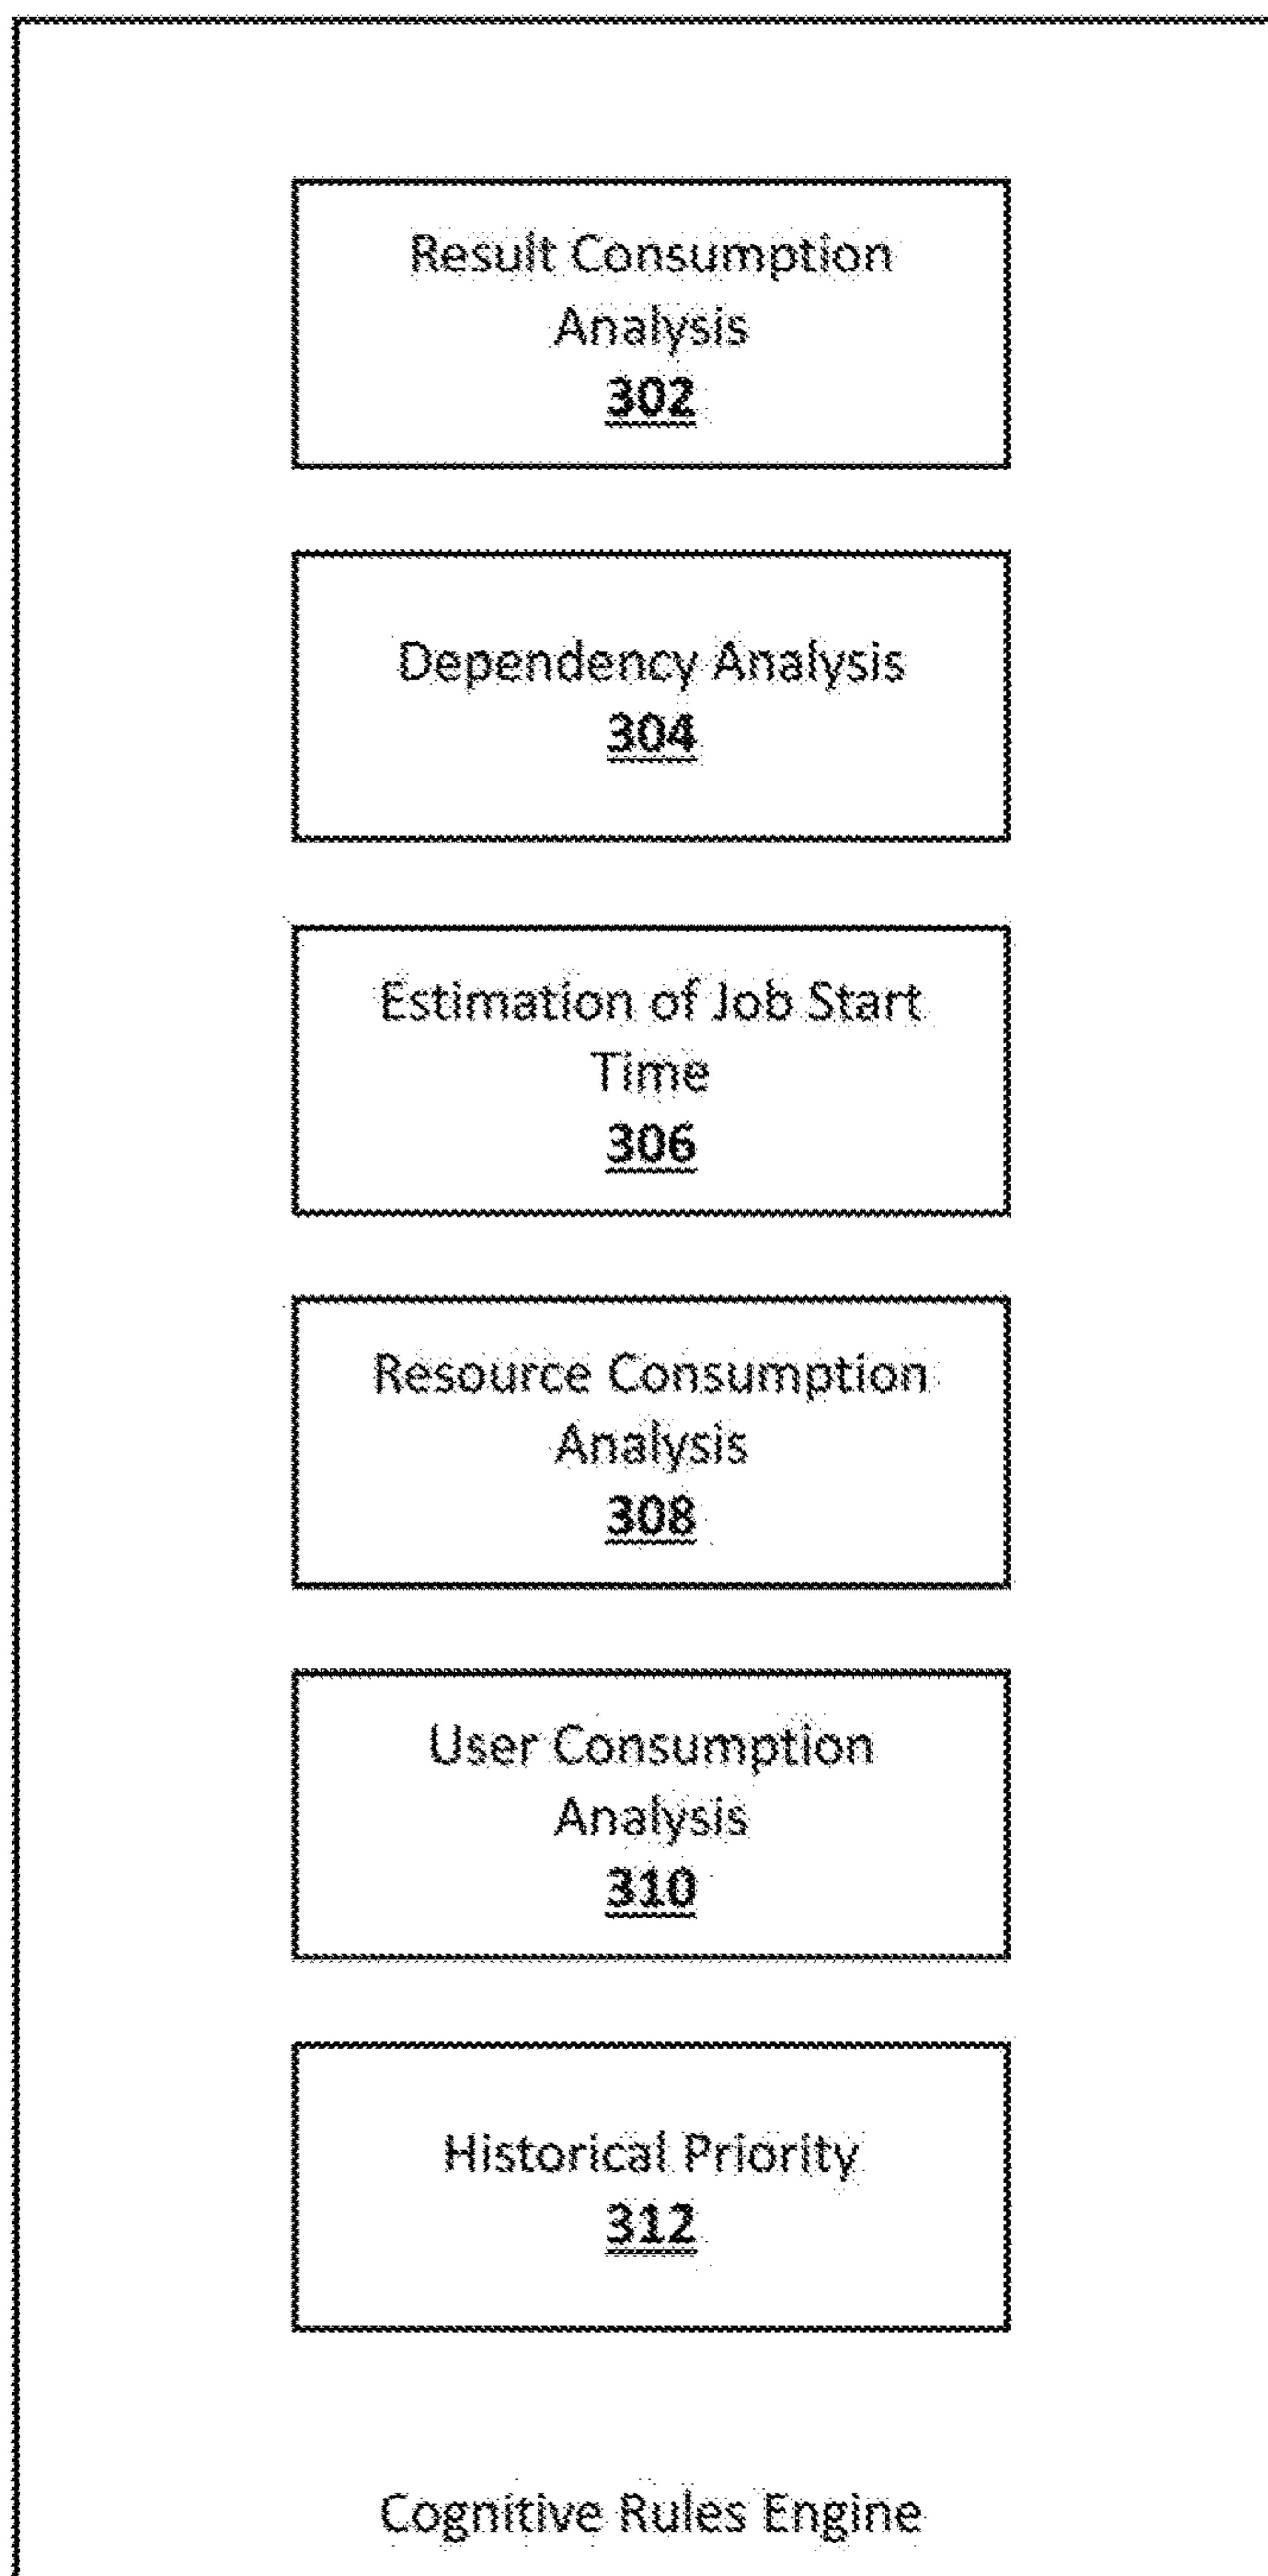 Result Consumption
Analysis
302
Dependency Analysis
304
Estimation of Job Start
Time
306
Resource Consumption
Analysis
308
User Consumption
Analysis
310
Historical Priority
312
Cognitive Rules Engine